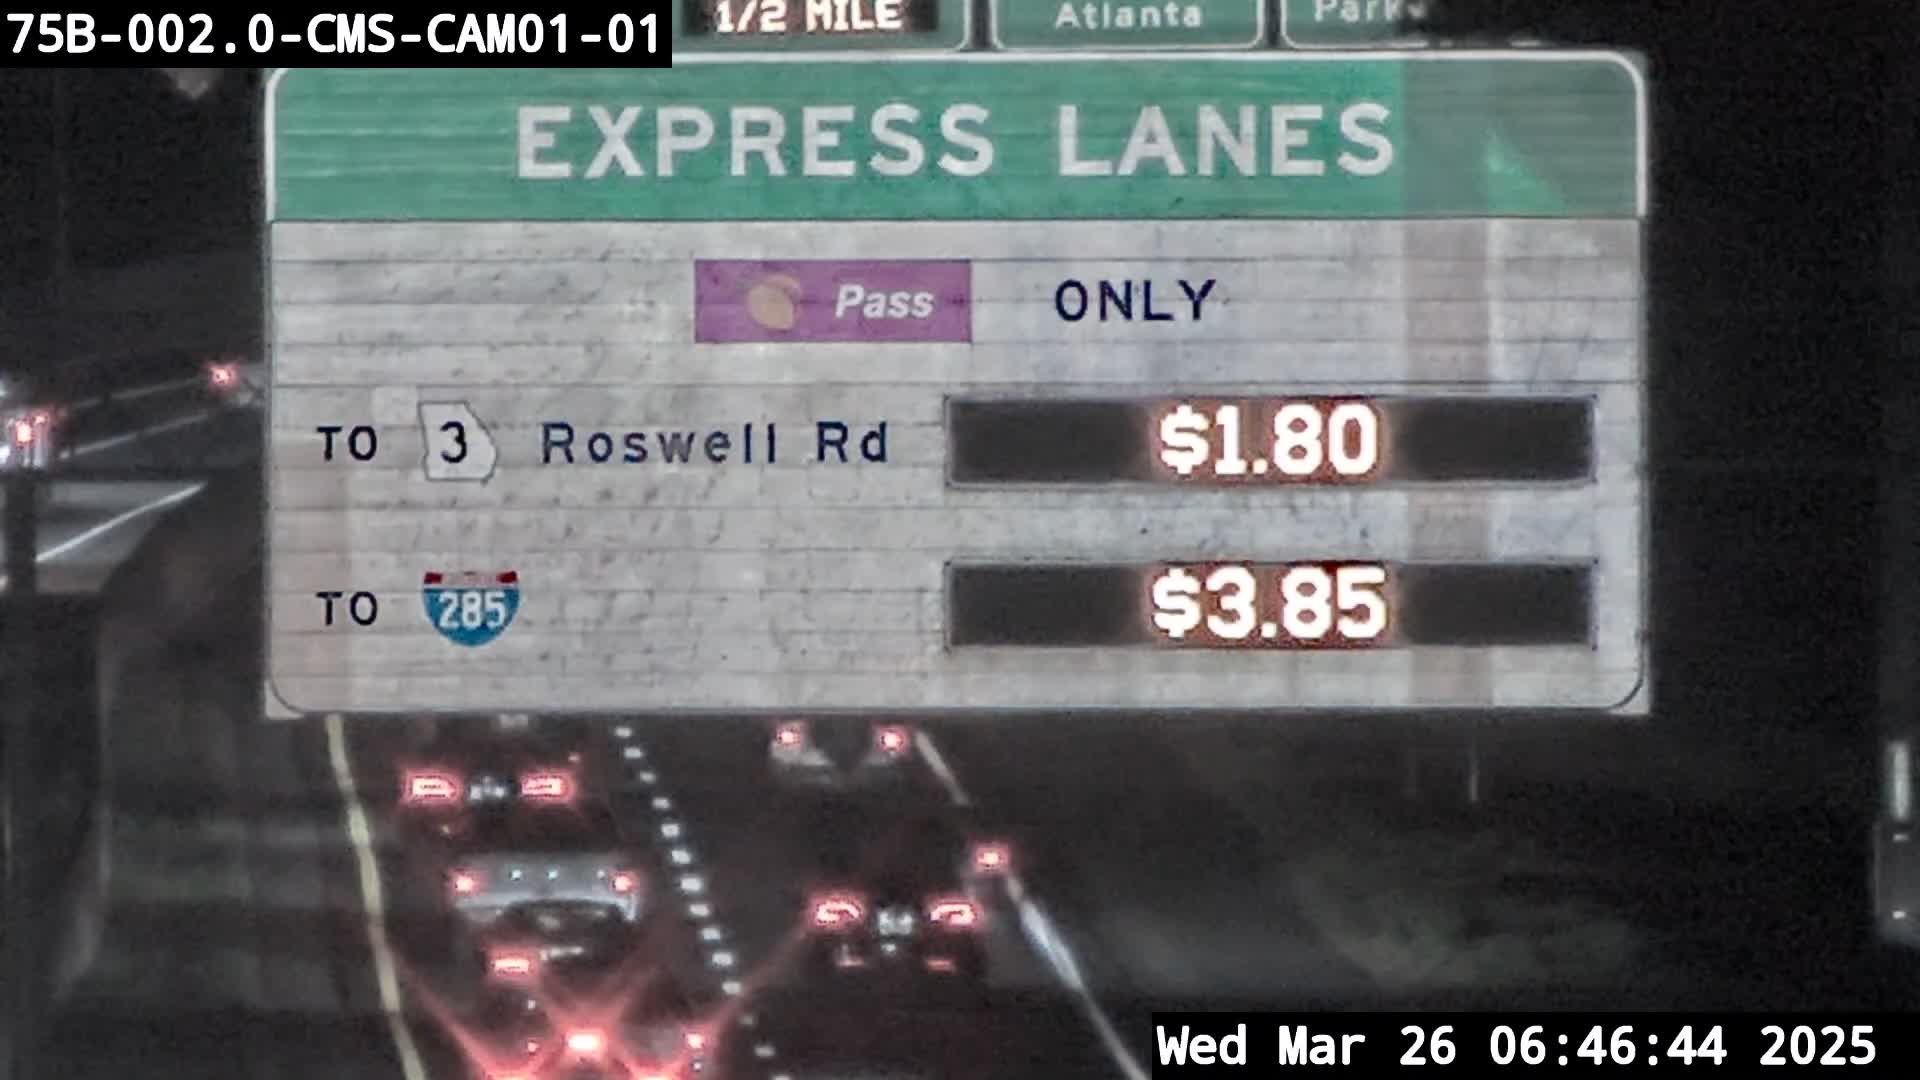 75B-002.0-CMS-CAM01-01
1/2 MILE
Atlanta
EXPRESS LANES
Pass ONLY
TO 3 Roswell Rd $1.80
TO 285 $3.85
Wed Mar 26 06:46:44 2025